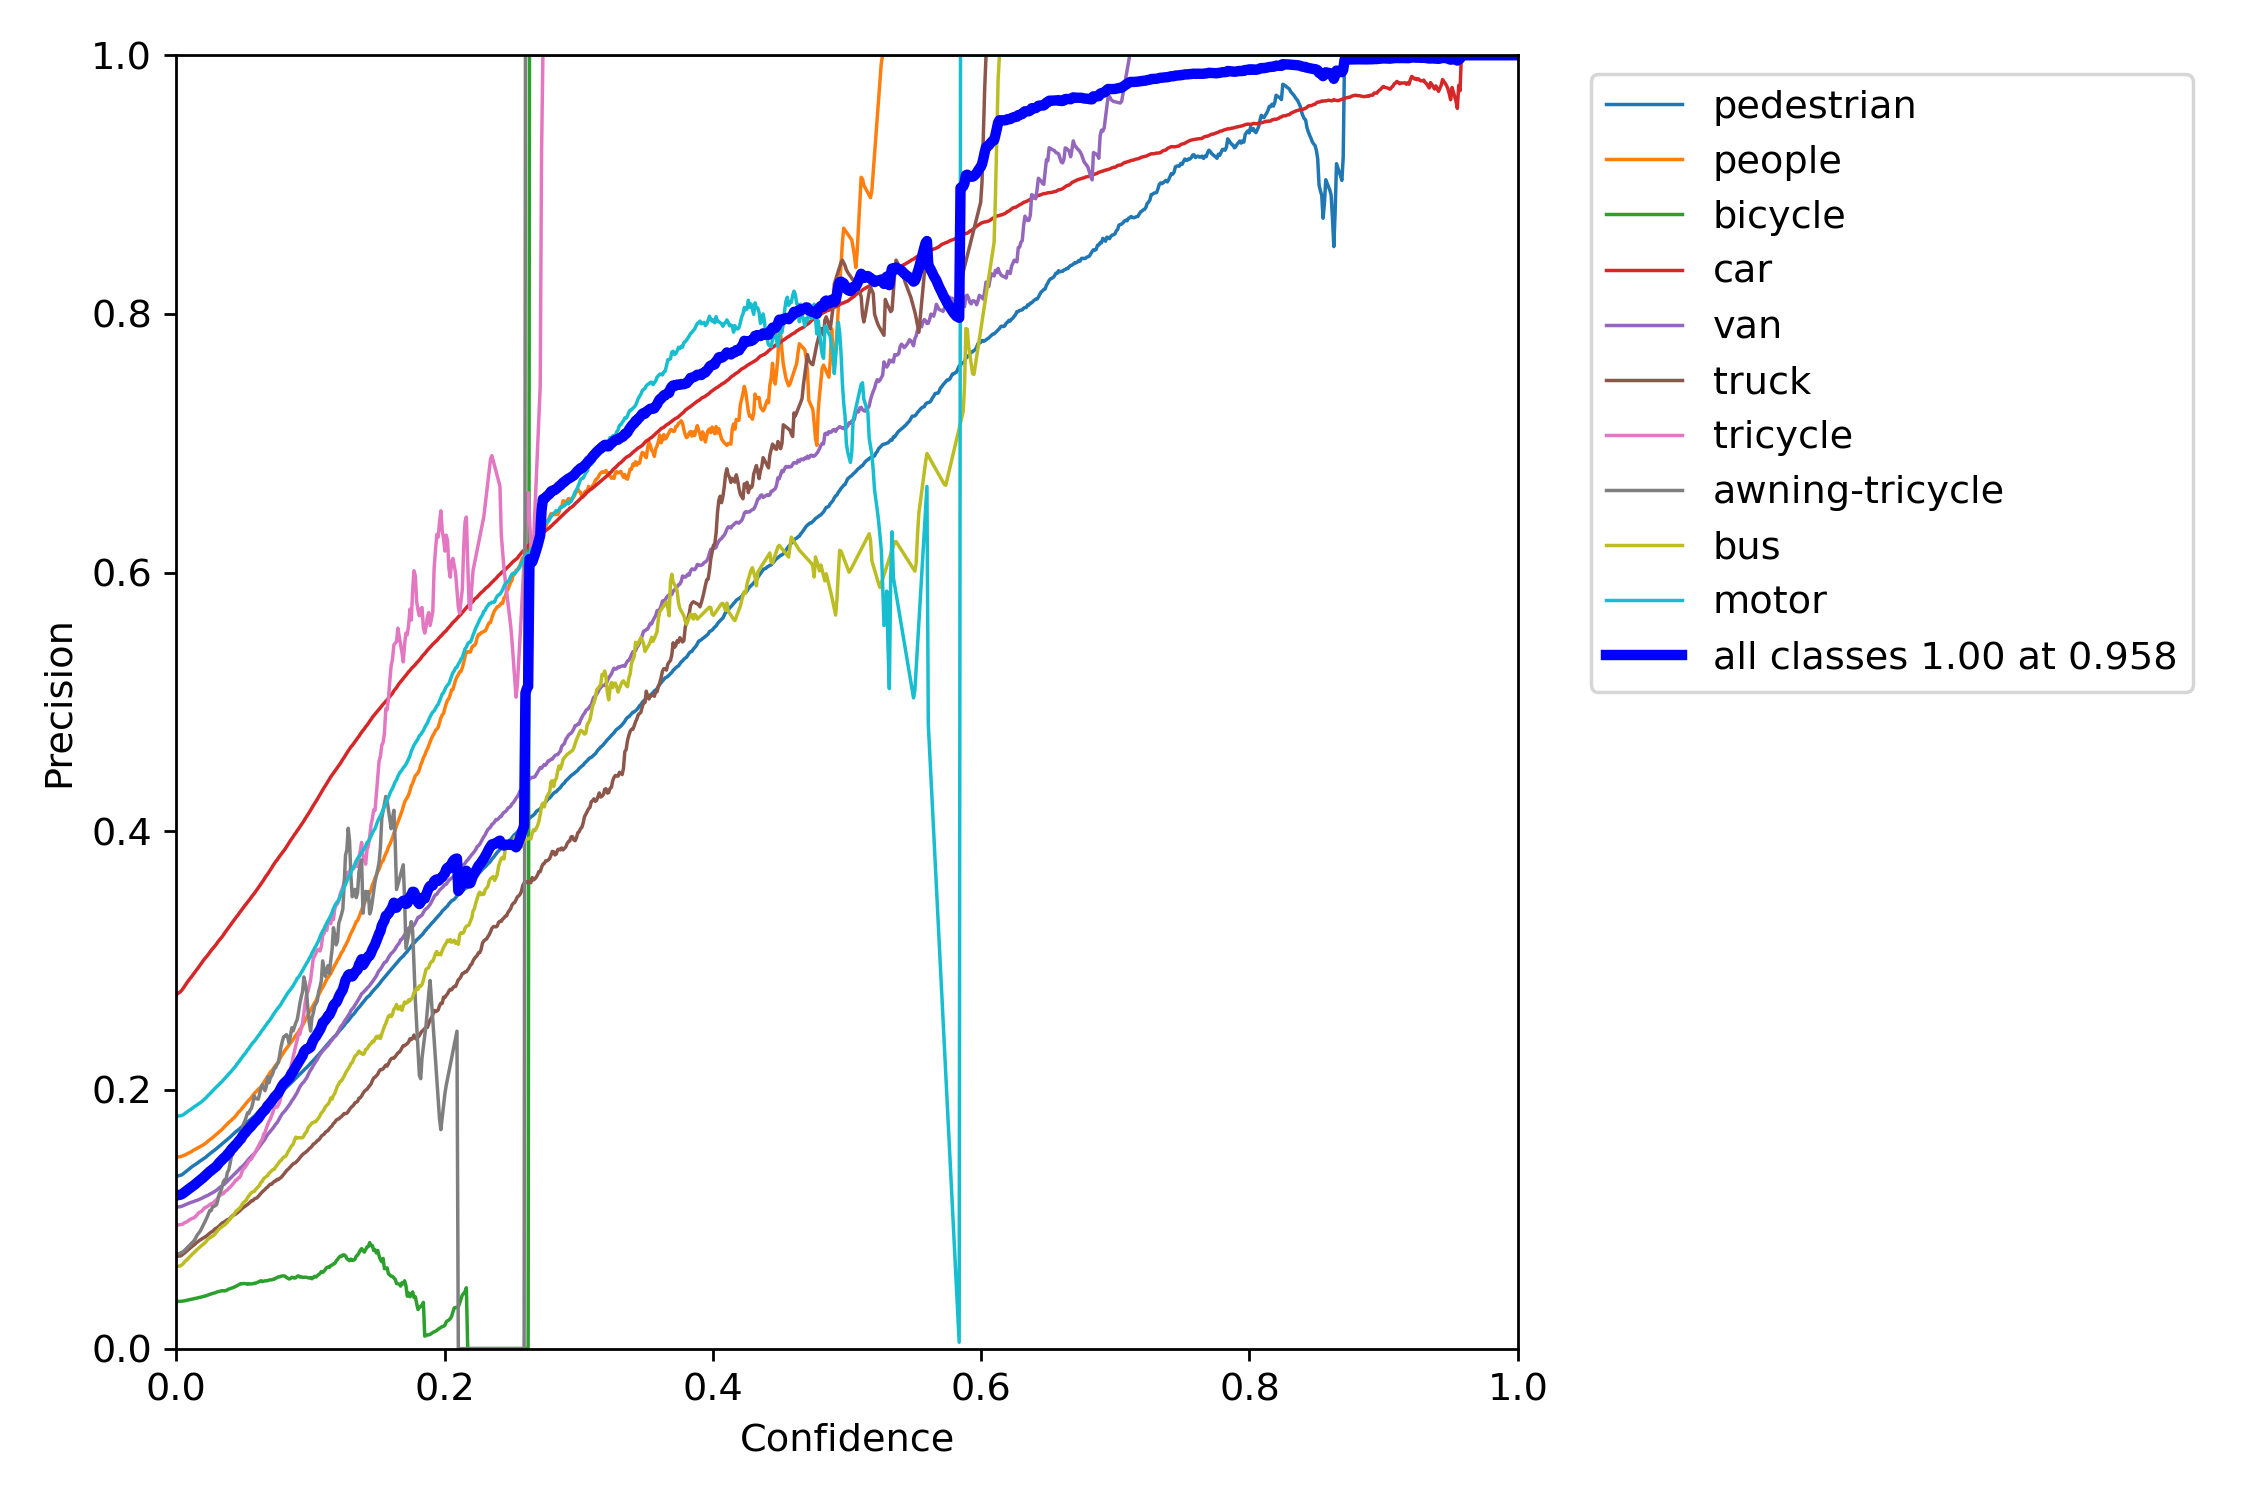 1.0
0.8
0.6
0.4
0.2
0.0
Precision
0.0 0.2 0.4 0.6 0.8 1.0
Confidence
pedestrian
people
bicycle
car
van
truck
tricycle
awning-tricycle
bus
motor
all classes 1.00 at 0.958